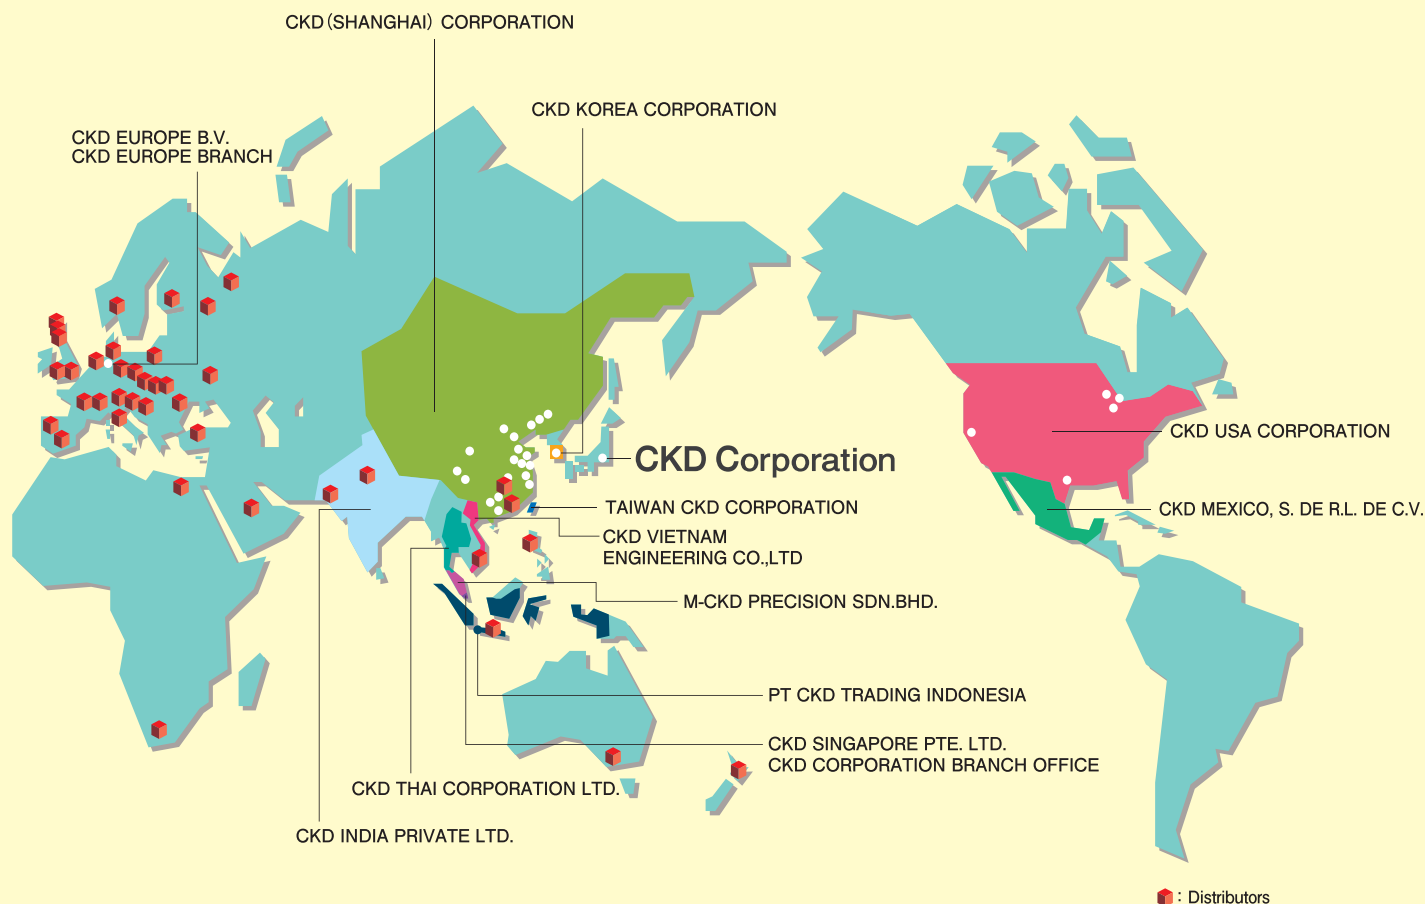 CKD (SHANGHAI) CORPORATION
CKD KOREA CORPORATION
CKD EUROPE B.V.
CKD EUROPE BRANCH
CKD USA CORPORATION
CKD Corporation
TAIWAN CKD CORPORATION
CKD MEXICO, S. DE R.L. DE C.V.
CKD VIETNAM
ENGINEERING CO.,LTD
M-CKD PRECISION SDN.BHD.
PT CKD TRADING INDONESIA
CKD SINGAPORE PTE. LTD.
CKD CORPORATION BRANCH OFFICE
CKD THAI CORPORATION LTD.
CKD INDIA PRIVATE LTD.
: Distributors